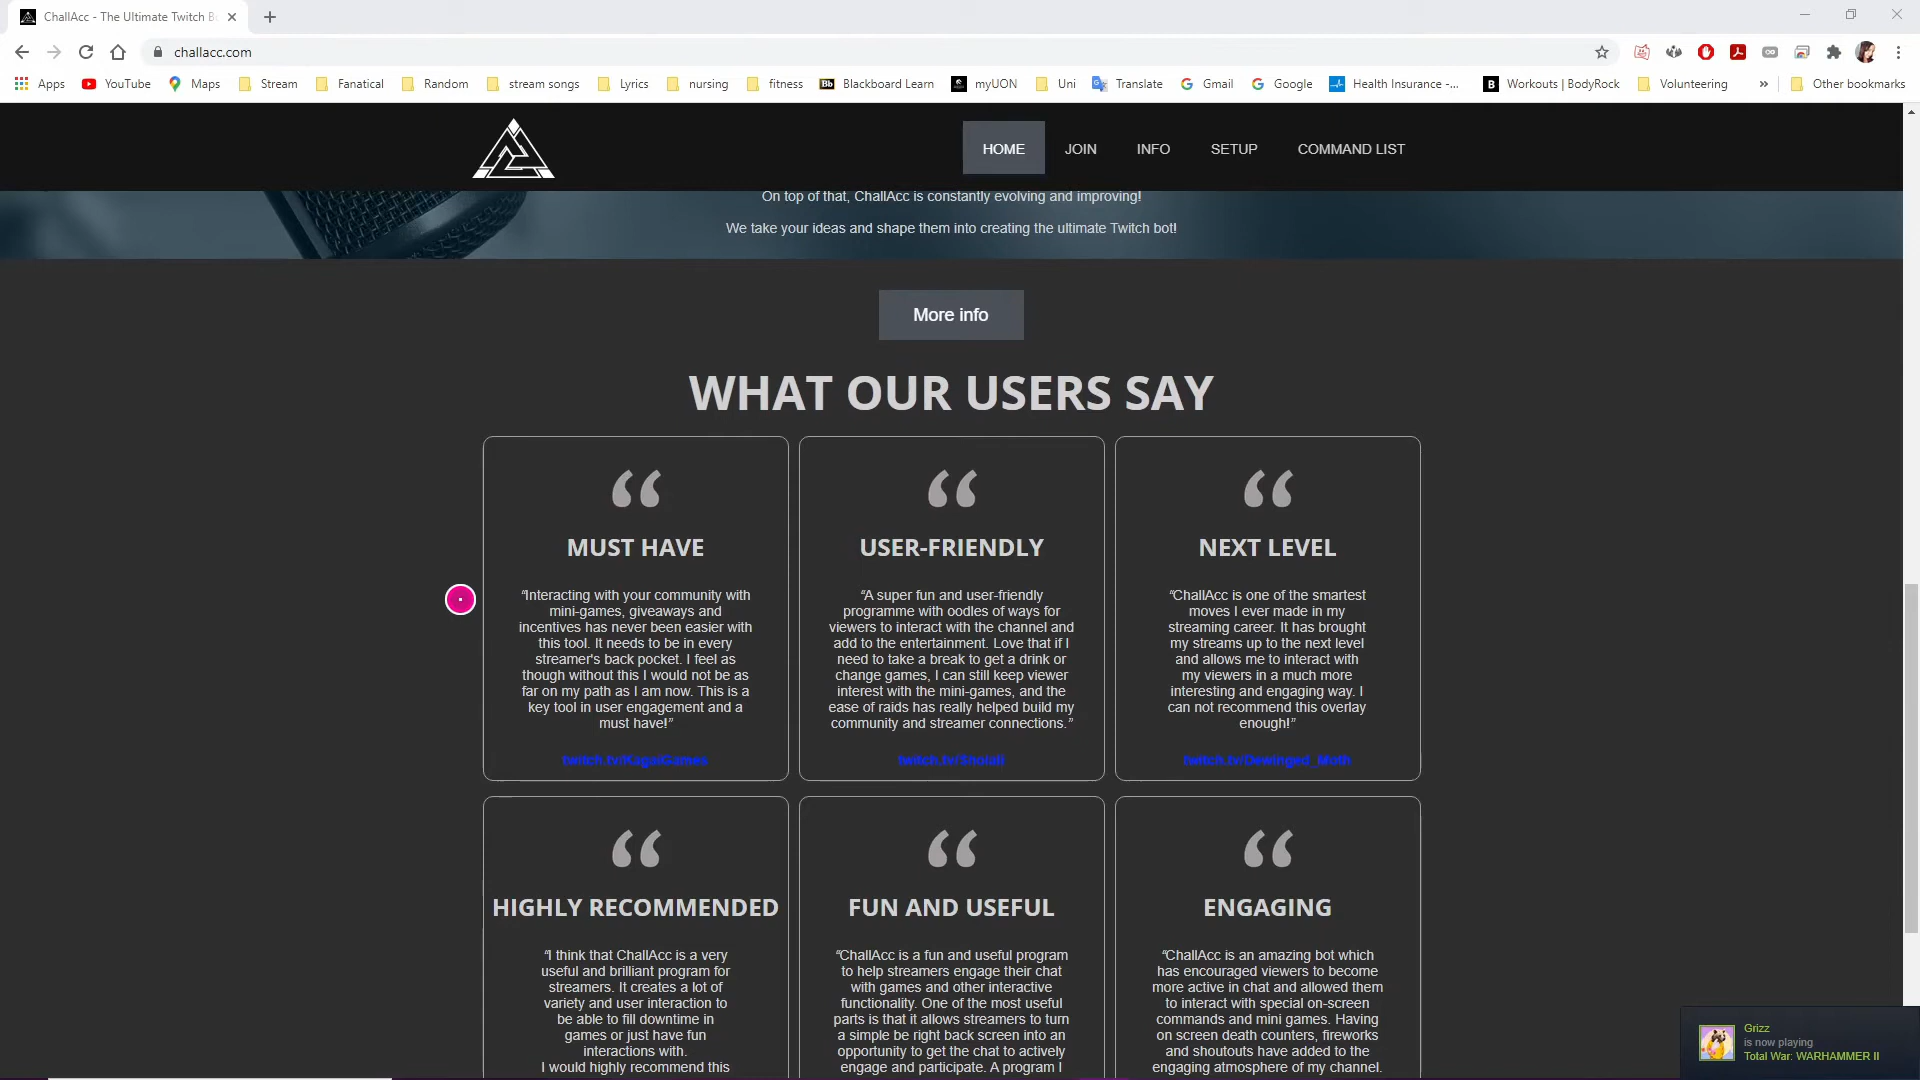 ChallAcc - The Ultimate Twitch B
challacc.com
Apps YouTube Maps Stream Fanatical Random stream songs Lyrics nursing fitness Bb Blackboard Learn myUON Uni Translate Gmail Google Health Insurance -... B Workouts | BodyRock Volunteering » Other bookmarks
HOME JOIN INFO SETUP COMMAND LIST
On top of that, ChallAcc is constantly evolving and improving!
We take your ideas and shape them into creating the ultimate Twitch bot!
More info
WHAT OUR USERS SAY
“
MUST HAVE
“Interacting with your community with
mini-games, giveaways and
incentives has never been easier with
this tool. It needs to be in every
streamer's back pocket. I feel as
though without this I would not be as
far on my path as I am now. This is a
key tool in user engagement and a
must have!”
twitch.tv/KagaiGames
“
USER-FRIENDLY
“A super fun and user-friendly
programme with oodles of ways for
viewers to interact with the channel and
add to the entertainment. Love that if I
need to take a break to get a drink or
change games, I can still keep viewer
interest with the mini-games, and the
ease of raids has really helped build my
community and streamer connections.”
“
NEXT LEVEL
“ChallAcc is one of the smartest
moves I ever made in my
streaming career. It has brought
my streams up to the next level
and allows me to interact with
my viewers in a much more
interesting and engaging way. I
can not recommend this overlay
enough!”
twitch.tv/Dewinged_Moth
“
HIGHLY RECOMMENDED
“I think that ChallAcc is a very
useful and brilliant program for
streamers. It creates a lot of
variety and user interaction to
be able to fill downtime in
games or just have fun
interactions with.
I would highly recommend this
“
FUN AND USEFUL
“ChallAcc is a fun and useful program
to help streamers engage their chat
with games and other interactive
functionality. One of the most useful
parts is that it allows streamers to turn
a simple be right back screen into an
opportunity to get the chat to actively
engage and participate. A program I
“
ENGAGING
“ChallAcc is an amazing bot which
has encouraged viewers to become
more active in chat and allowed them
to interact with special on-screen
commands and mini games. Having
on screen death counters, fireworks
and shoutouts have added to the
engaging atmosphere of my channel.
Grizz
is now playing
Total War: WARHAMMER II